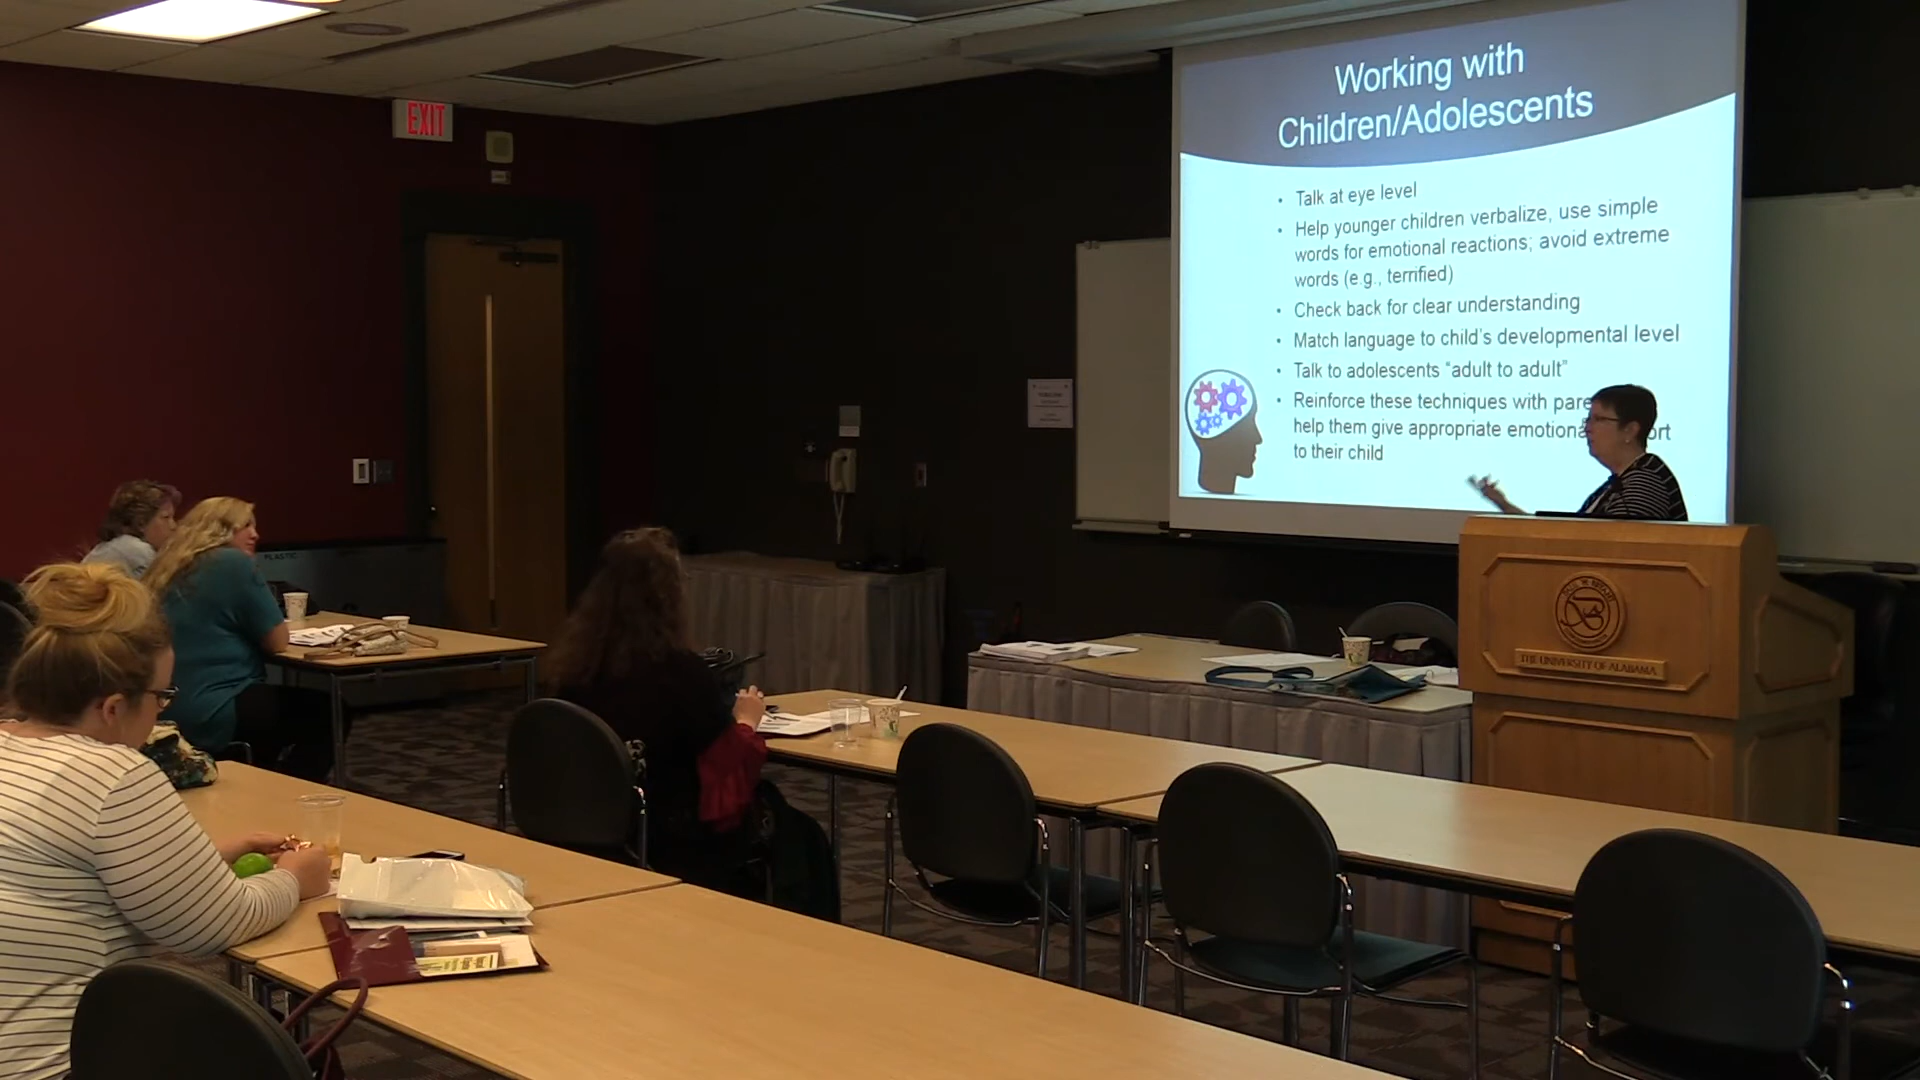 Working with
Children/Adolescents
EXIT
• Talk at eye level
• Help younger children verbalize, use simple
words for emotional reactions; avoid extreme
words (e.g., terrified)
• Check back for clear understanding
• Match language to child's developmental level
• Talk to adolescents "adult to adult"
• Reinforce these techniques with pare
help them give appropriate emotiona ort
to their child
PLASTIC
THE UNIVERSITY OF ALABAMA